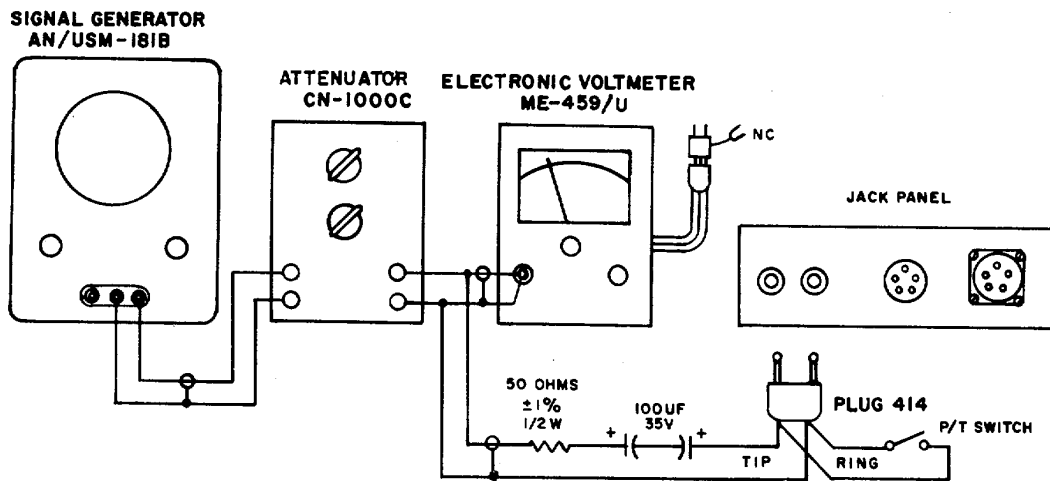 SIGNAL GENERATOR
AN/USM-181B
ATTENUATOR
CN-1000C
ELECTRONIC VOLTMETER
ME-459/U
NC
JACK PANEL
50 OHMS
±1%
1/2 W
100UF
35V
+
+
PLUG 414
P/T SWITCH
TIP
RING